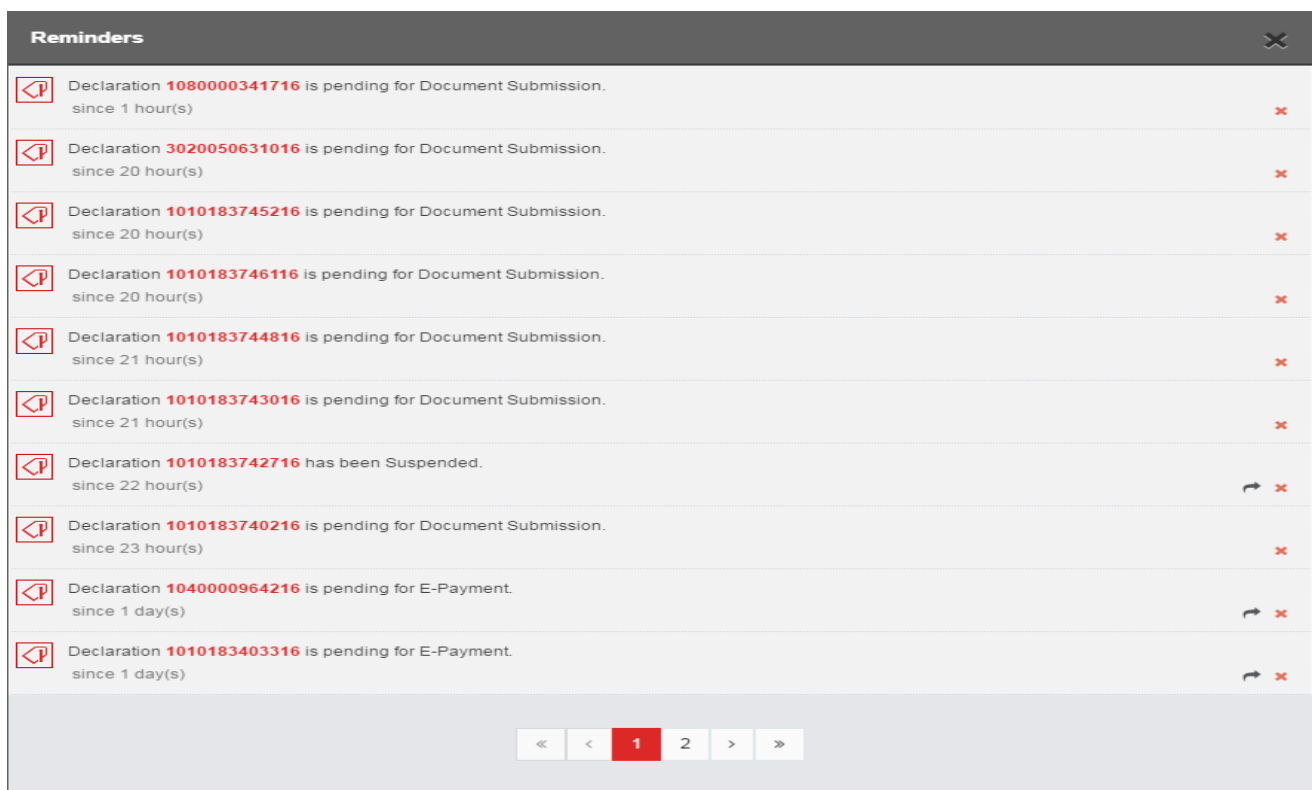 Reminders
Declaration 1080000341716 is pending for Document Submission.
since 1 hour(s)
Declaration 3020050631016 is pending for Document Submission.
since 20 hour(s)
Declaration 1010183745216 is pending for Document Submission.
since 20 hour(s)
Declaration 1010183746116 is pending for Document Submission.
since 20 hour(s)
Declaration 1010183744816 is pending for Document Submission.
since 21 hour(s)
Declaration 1010183743016 is pending for Document Submission.
since 21 hour(s)
Declaration 1010183742716 has been Suspended.
since 22 hour(s)
Declaration 1010183740216 is pending for Document Submission.
since 23 hour(s)
Declaration 1040000964216 is pending for E-Payment.
since 1 day(s)
Declaration 1010183403316 is pending for E-Payment.
since 1 day(s)
« < 1 2 > »